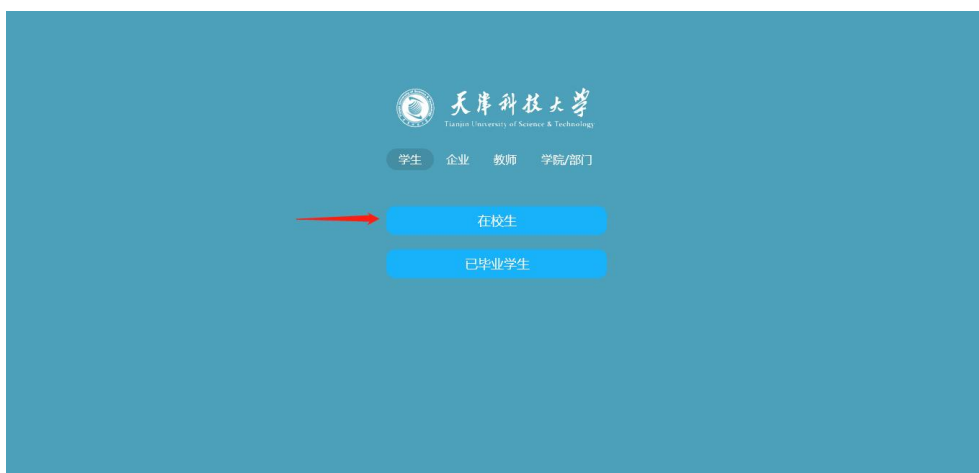 天津科技大学
Tianjin University of Science & Technology
学生 企业 教师 学院/部门
在校生
已毕业学生